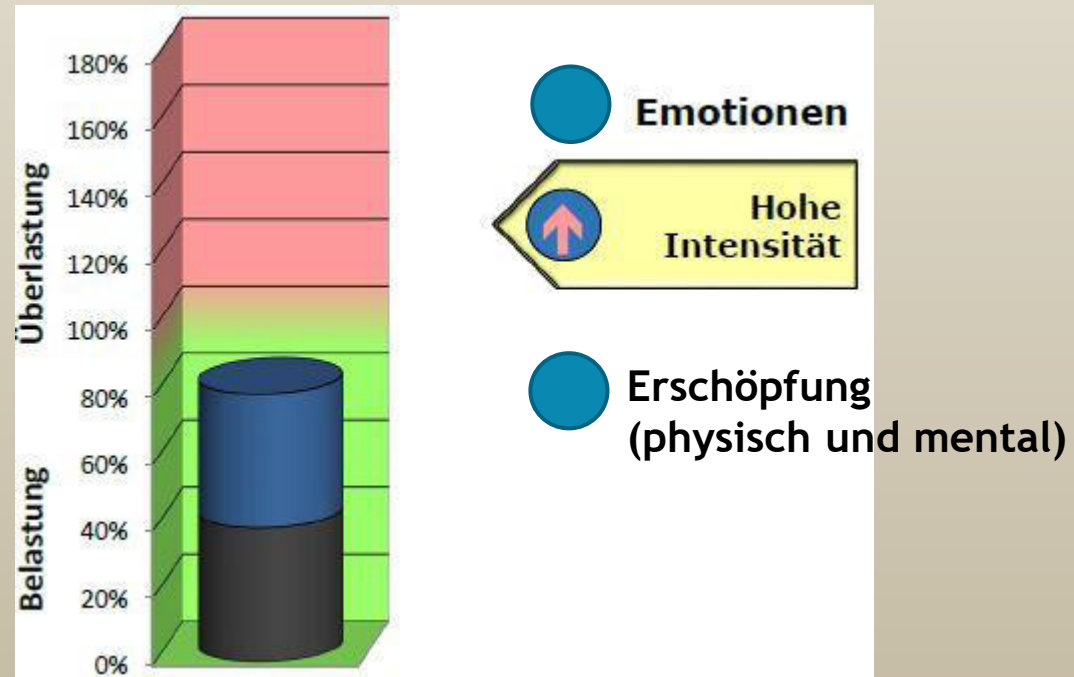 180%
160%
140%
120%
100%
80%
60%
40%
20%
0%
Überlastung
Belastung
Emotionen
Hohe
Intensität
Erschöpfung
(physisch und mental)